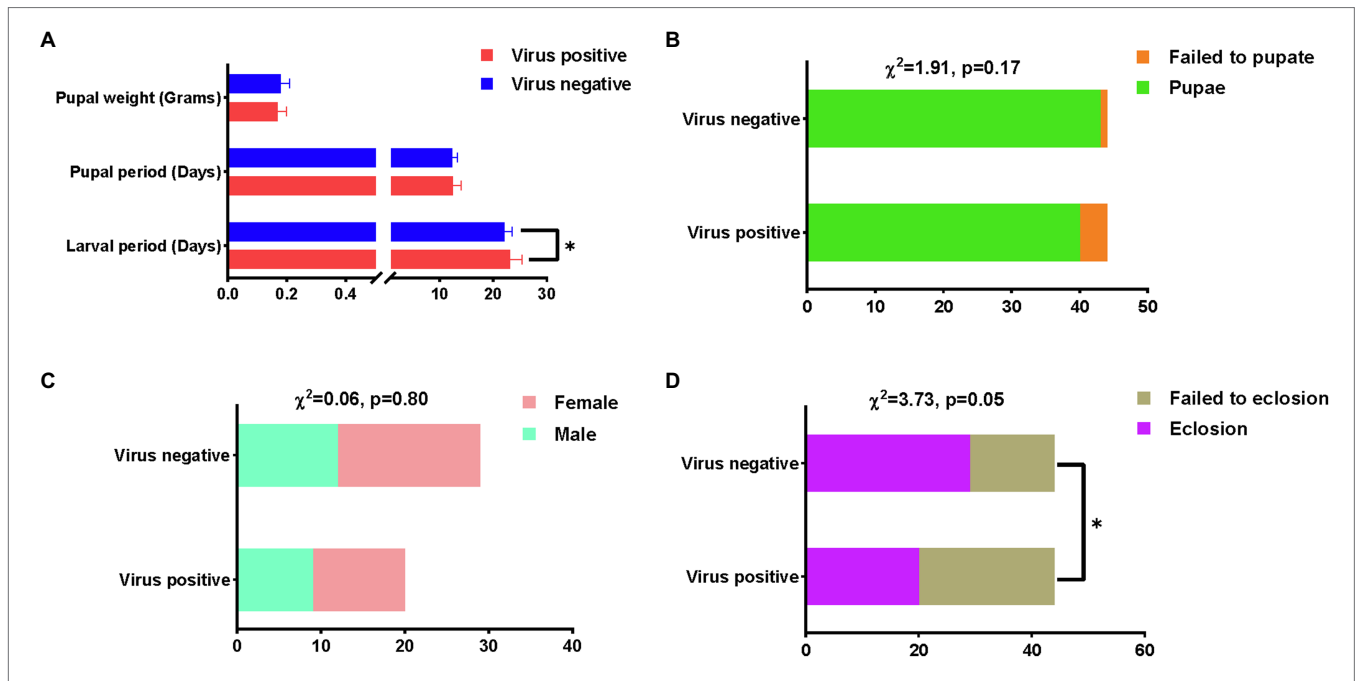 A
Virus positive
Virus negative
Pupal weight (Grams)
Pupal period (Days)
Larval period (Days)
*
0.0 0.2 0.4 10 20 30
B
Failed to pupate
Pupae
χ²=1.91, p=0.17
Virus negative
Virus positive
0 10 20 30 40 50
C
χ²=0.06, p=0.80
Female
Male
Virus negative
Virus positive
0 10 20 30 40
D
χ²=3.73, p=0.05
Failed to eclosion
Eclosion
Virus negative
*
Virus positive
0 20 40 60